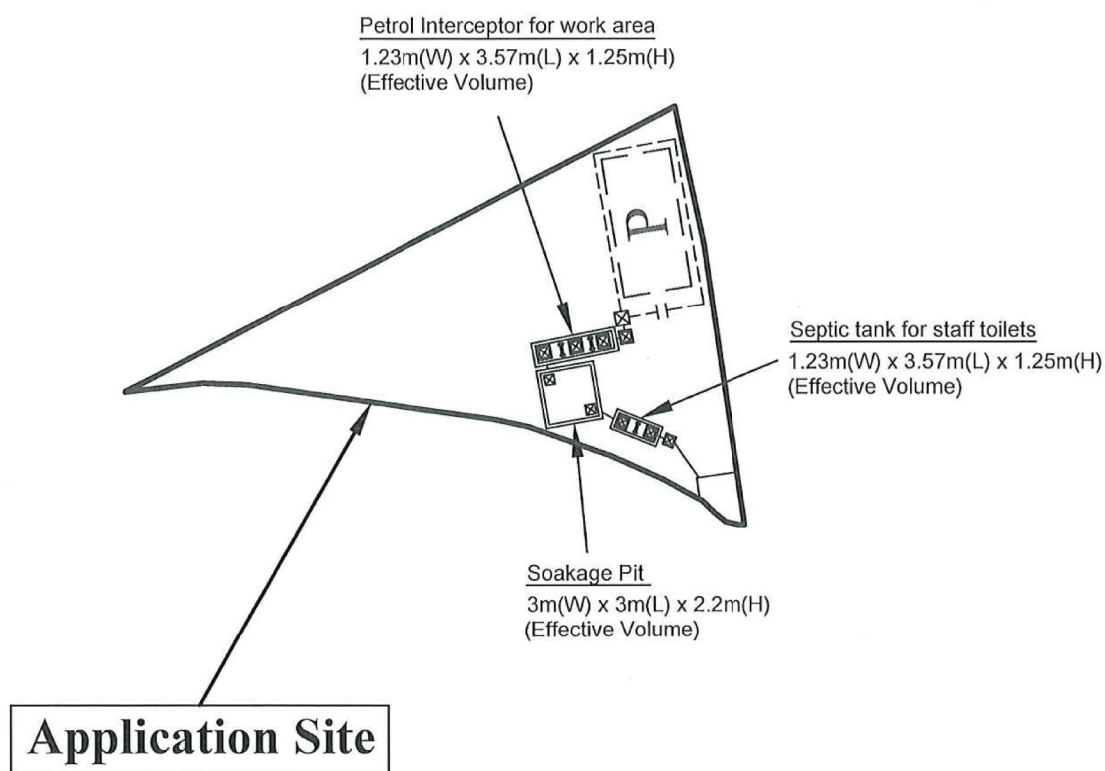 Petrol Interceptor for work area
1.23m(W) x 3.57m(L) x 1.25m(H)
(Effective Volume)
P
Septic tank for staff toilets
1.23m(W) x 3.57m(L) x 1.25m(H)
(Effective Volume)
Soakage Pit
3m(W) x 3m(L) x 2.2m(H)
(Effective Volume)
Application Site